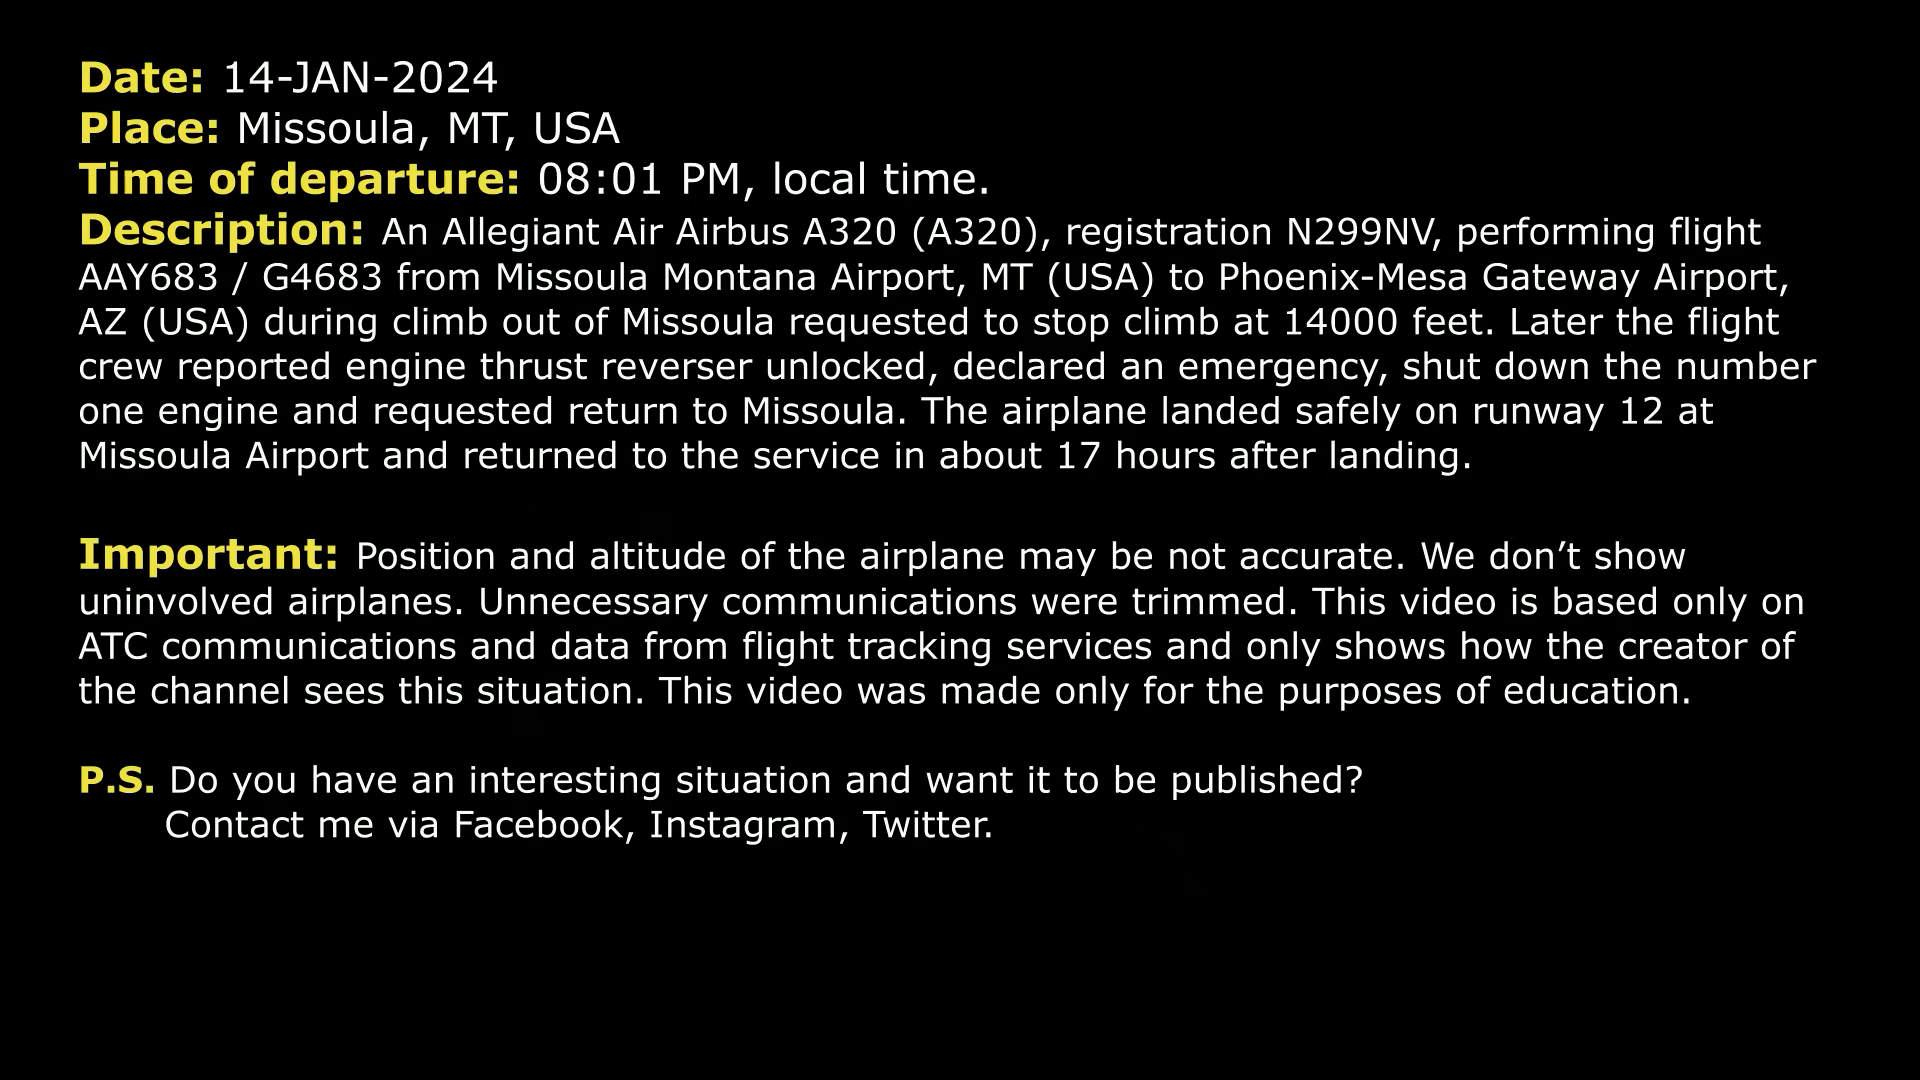 Date: 14-JAN-2024
Place: Missoula, MT, USA
Time of departure: 08:01 PM, local time.
Description: An Allegiant Air Airbus A320 (A320), registration N299NV, performing flight
AAY683 / G4683 from Missoula Montana Airport, MT (USA) to Phoenix-Mesa Gateway Airport,
AZ (USA) during climb out of Missoula requested to stop climb at 14000 feet. Later the flight
crew reported engine thrust reverser unlocked, declared an emergency, shut down the number
one engine and requested return to Missoula. The airplane landed safely on runway 12 at
Missoula Airport and returned to the service in about 17 hours after landing.
Important: Position and altitude of the airplane may be not accurate. We don’t show
uninvolved airplanes. Unnecessary communications were trimmed. This video is based only on
ATC communications and data from flight tracking services and only shows how the creator of
the channel sees this situation. This video was made only for the purposes of education.
P.S. Do you have an interesting situation and want it to be published?
Contact me via Facebook, Instagram, Twitter.